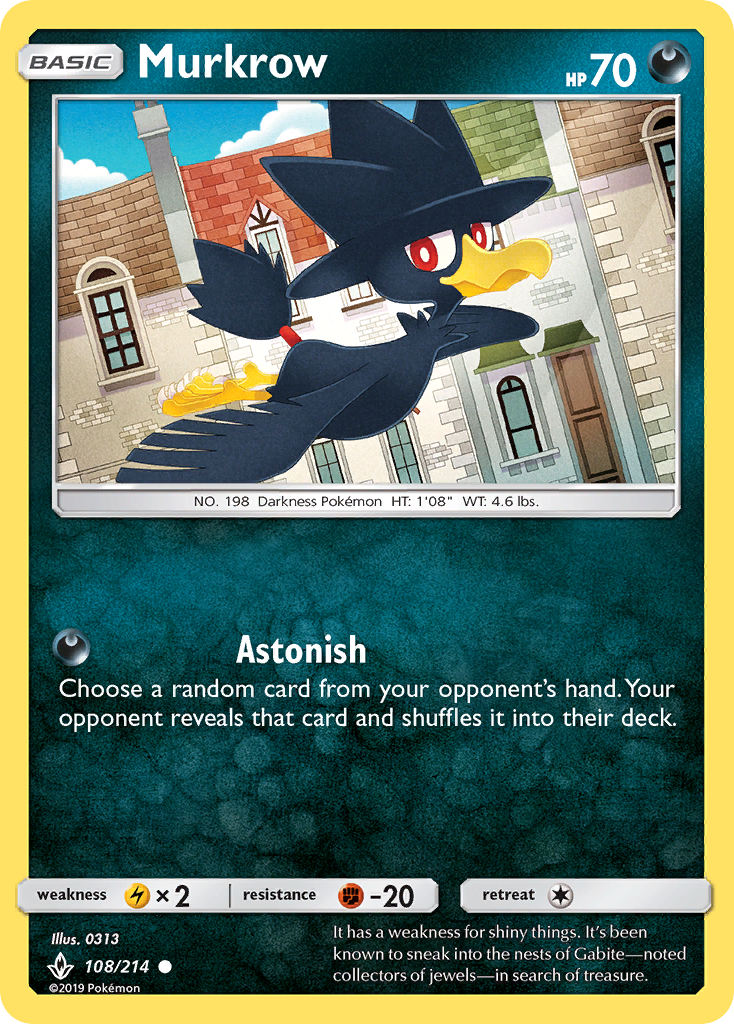 BASIC Murkrow HP 70
NO. 198 Darkness Pokémon HT: 1'08" WT: 4.6 lbs.
Astonish
Choose a random card from your opponent's hand. Your
opponent reveals that card and shuffles it into their deck.
weakness ×2 resistance -20 retreat
Illus. 0313
108/214
©2019 Pokémon
It has a weakness for shiny things. It's been
known to sneak into the nests of Gabite—noted
collectors of jewels—in search of treasure.